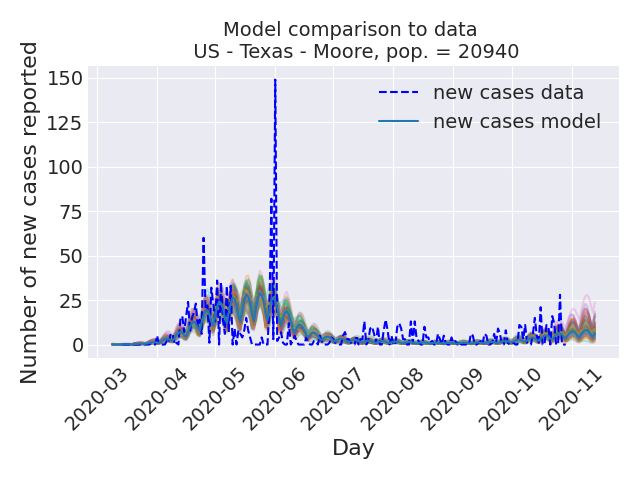 Model comparison to data
US - Texas - Moore, pop. = 20940
Number of new cases reported
150
125
100
75
50
25
0
new cases data
new cases model
2020-03
2020-04
2020-05
2020-06
2020-07
2020-08
2020-09
2020-10
2020-11
Day